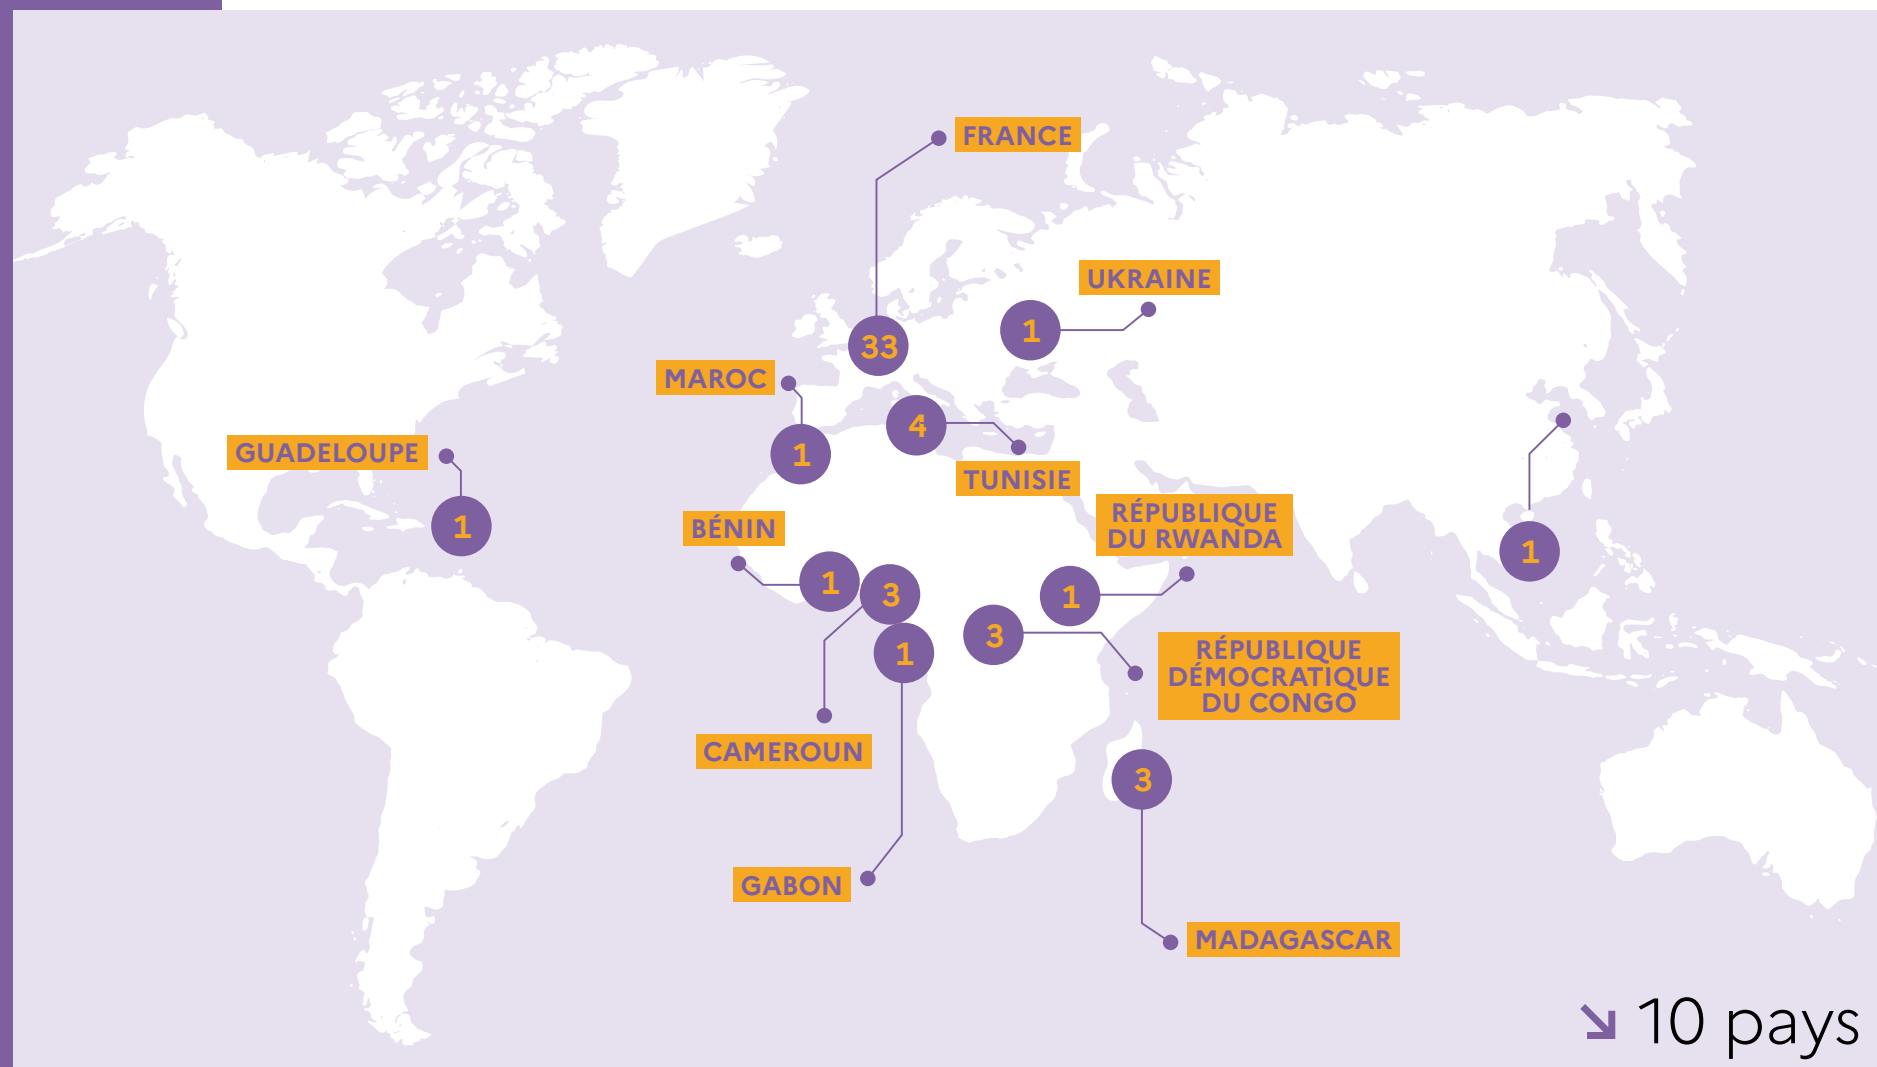 FRANCE
UKRAINE
1
33
MAROC
4
1
GUADELOUPE
TUNISIE
1
BÉNIN
RÉPUBLIQUE
DU RWANDA
1
1
3
1
3
1
RÉPUBLIQUE
DÉMOCRATIQUE
DU CONGO
CAMEROUN
3
GABON
MADAGASCAR
10 pays